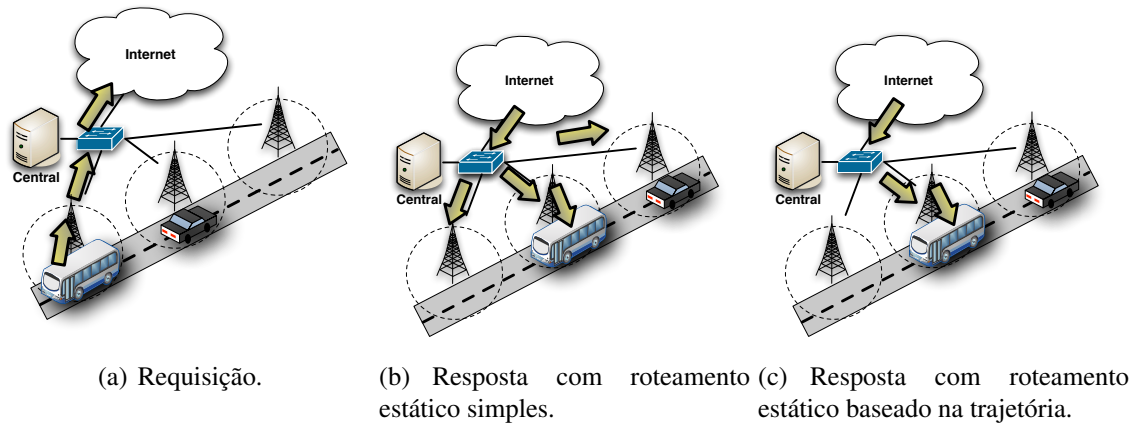 Internet
Central
Internet
Central
Internet
Central
(a) Requisição.
(b) Resposta com roteamento
estático simples.
(c) Resposta com roteamento
estático baseado na trajetória.